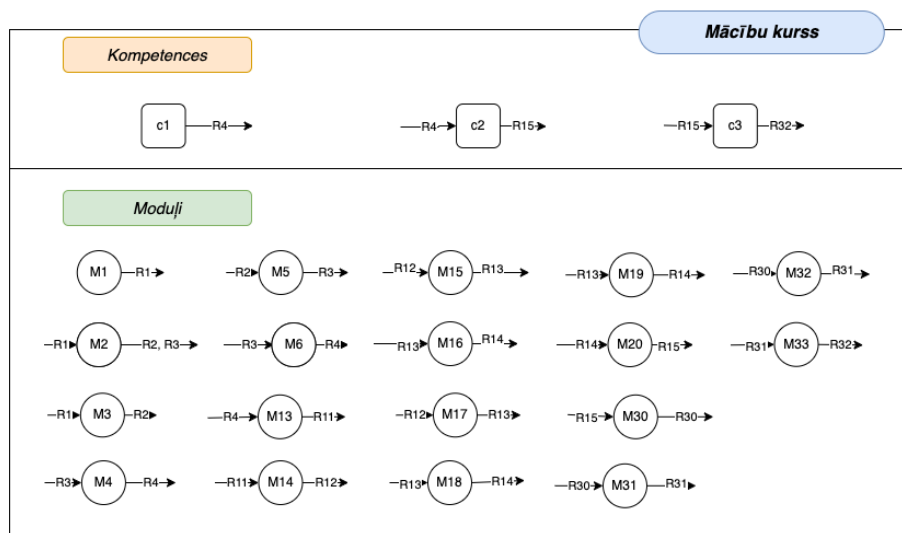 Mācību kurss
Kompetences
c1 R4
R4 c2 R15
R15 c3 R32
Moduļi
M1 R1
R2 M5 R3
R12 M15 R13
R13 M19 R14
R30 M32 R31
R1 M2 R2, R3
R3 M6 R4
R13 M16 R14
R14 M20 R15
R31 M33 R32
R1 M3 R2
R4 M13 R11
R12 M17 R13
R15 M30 R30
R3 M4 R4
R11 M14 R12
R13 M18 R14
R30 M31 R31